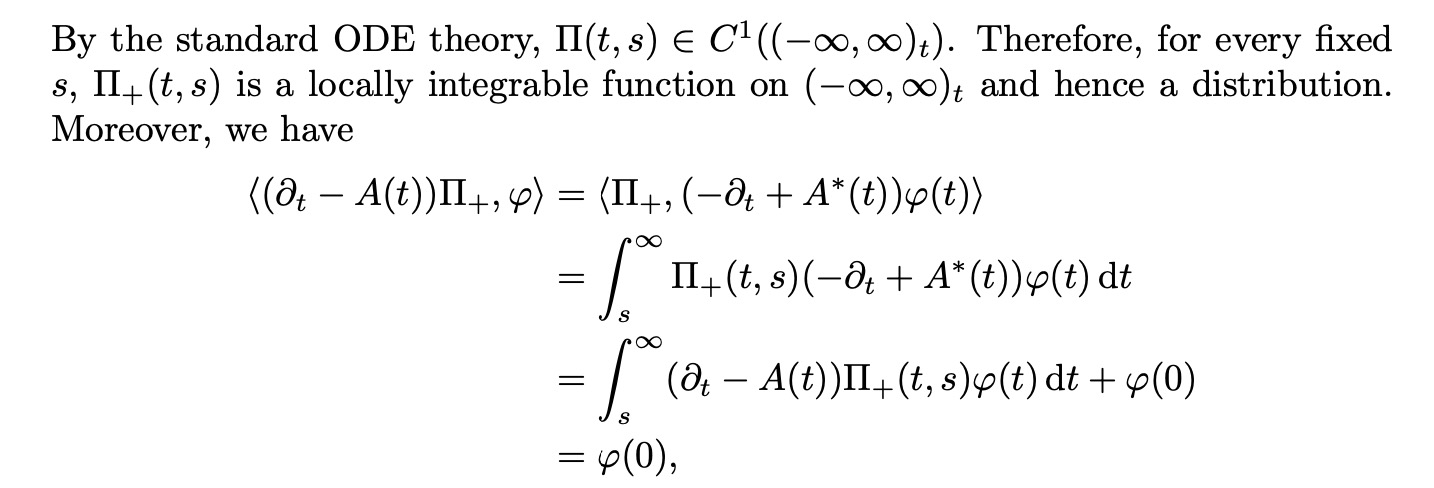 By the standard ODE theory, Π(t, s) ∈ C¹((−∞, ∞)ₜ). Therefore, for every fixed
s, Π₊(t, s) is a locally integrable function on (−∞, ∞)ₜ and hence a distribution.
Moreover, we have
⟨(∂ₜ − A(t))Π₊, φ⟩ = ⟨Π₊, (−∂ₜ + A*(t))φ(t)⟩
= ∫ₛ^∞ Π₊(t, s)(−∂ₜ + A*(t))φ(t) dt
= ∫ₛ^∞ (∂ₜ − A(t))Π₊(t, s)φ(t) dt + φ(0)
= φ(0),